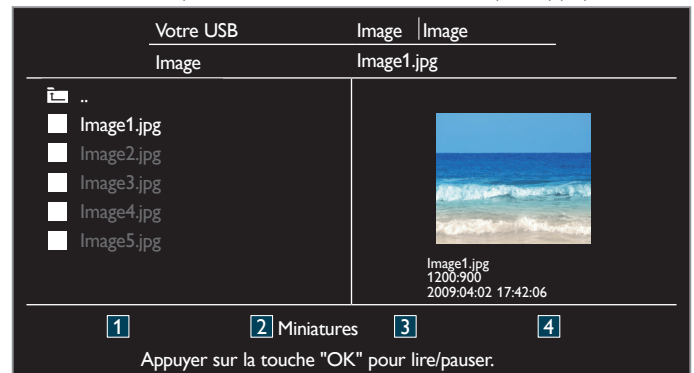 Votre USB Image Image
Image Image1.jpg
..
Image1.jpg
Image2.jpg
Image3.jpg
Image4.jpg
Image5.jpg
Image1.jpg
1200:900
2009:04:02 17:42:06
1 2 Miniatures 3 4
Appuyer sur la touche "OK" pour lire/pauser.